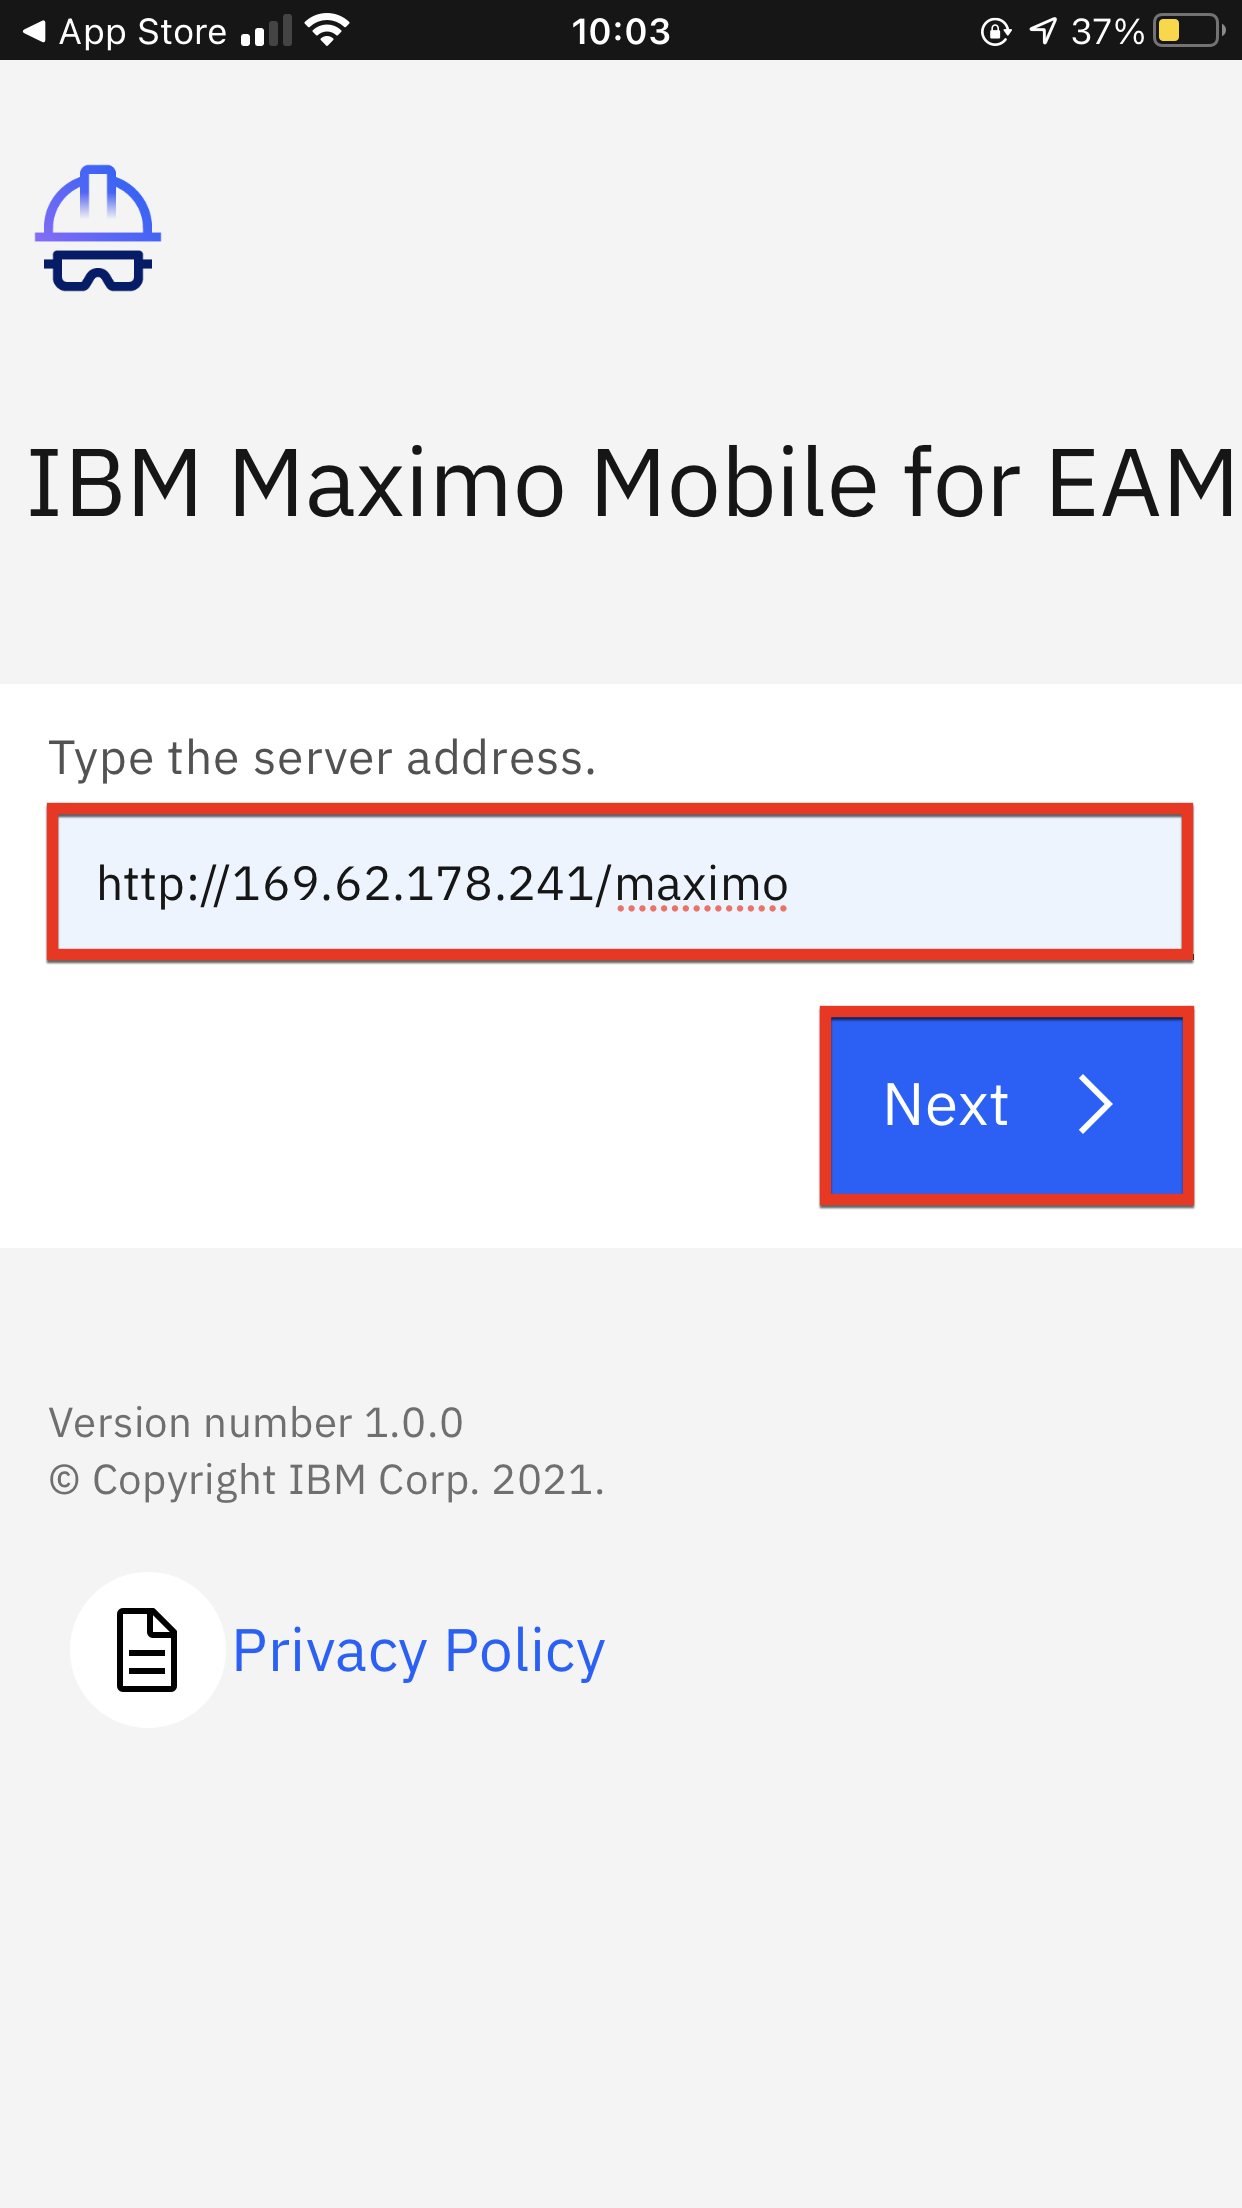 App Store 10:03 37%
IBM Maximo Mobile for EAM
Type the server address.
http://169.62.178.241/maximo
Next
Version number 1.0.0
© Copyright IBM Corp. 2021.
Privacy Policy